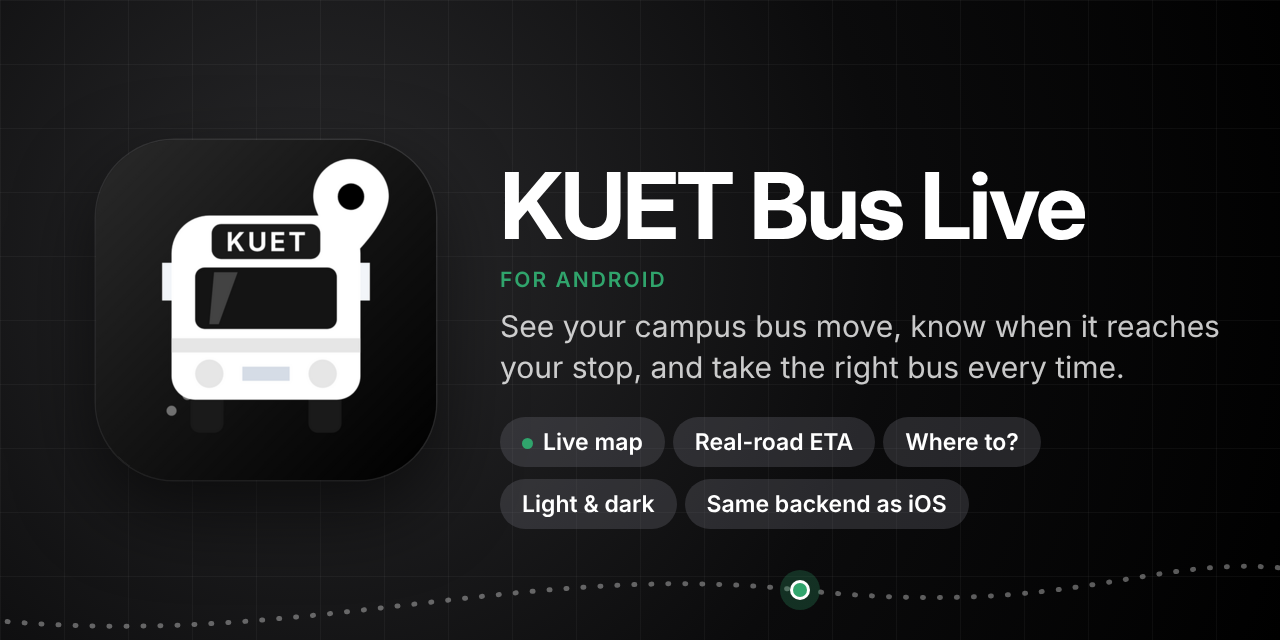 KUET
KUET Bus Live
FOR ANDROID
See your campus bus move, know when it reaches
your stop, and take the right bus every time.
Live map
Real-road ETA
Where to?
Light & dark
Same backend as iOS